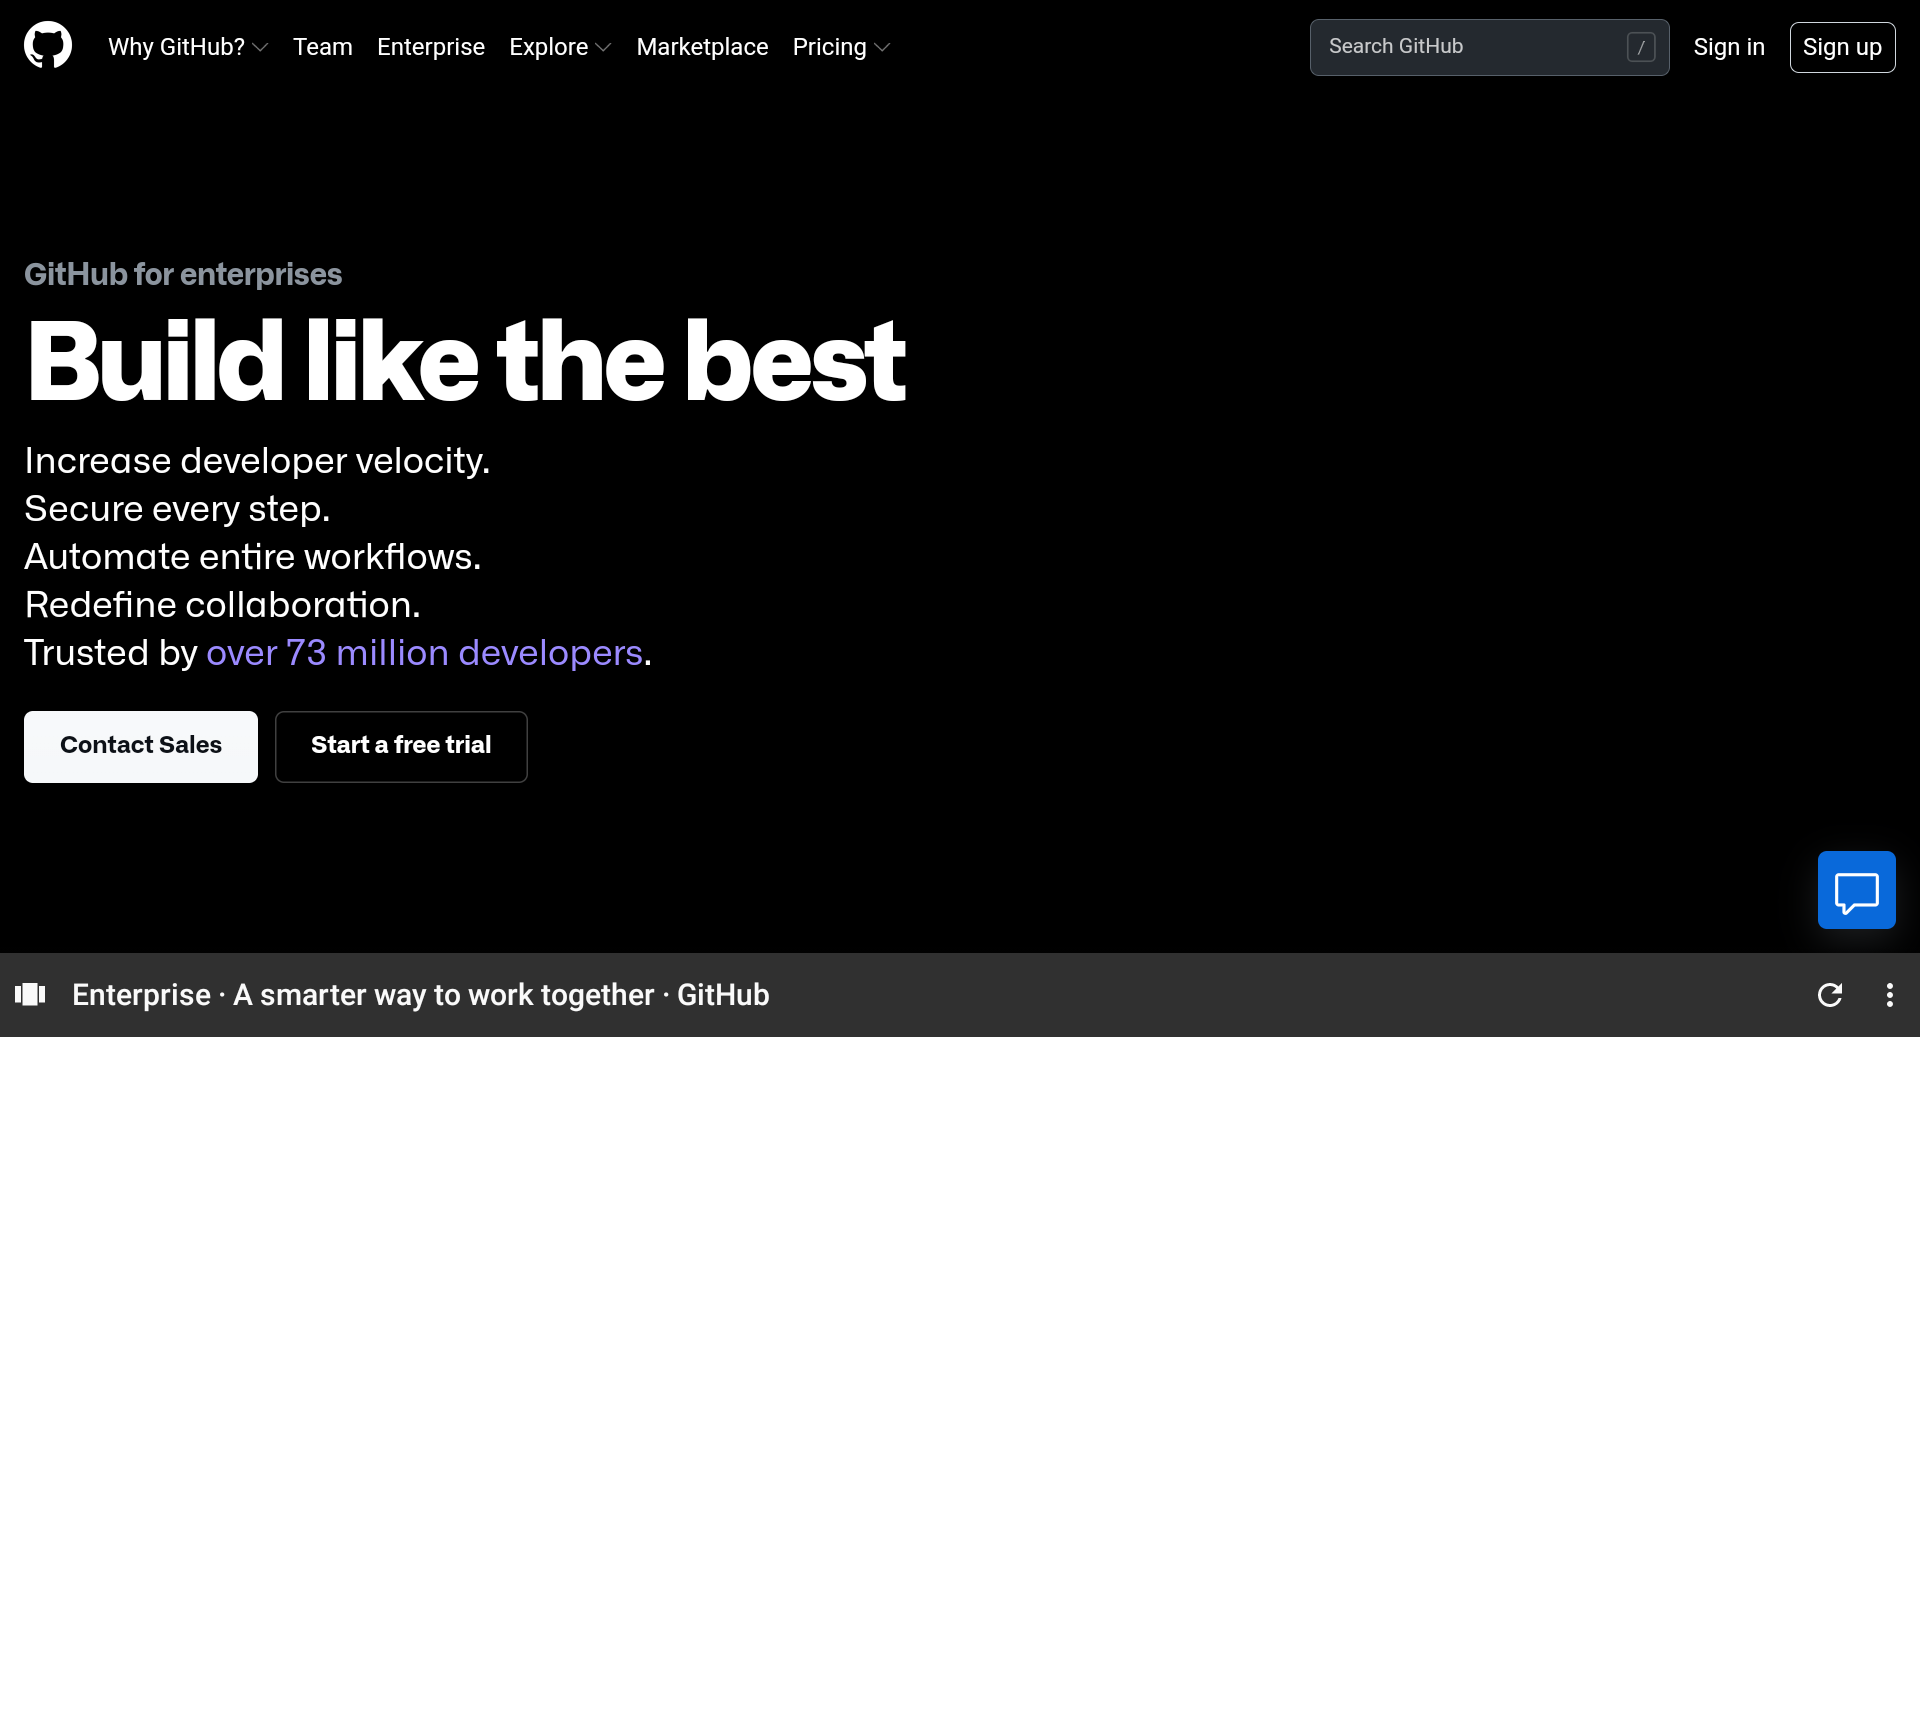 Why GitHub? Team Enterprise Explore Marketplace Pricing Search GitHub / Sign in Sign up
GitHub for enterprises
Build like the best
Increase developer velocity.
Secure every step.
Automate entire workflows.
Redefine collaboration.
Trusted by over 73 million developers.
Contact Sales Start a free trial
Enterprise · A smarter way to work together · GitHub